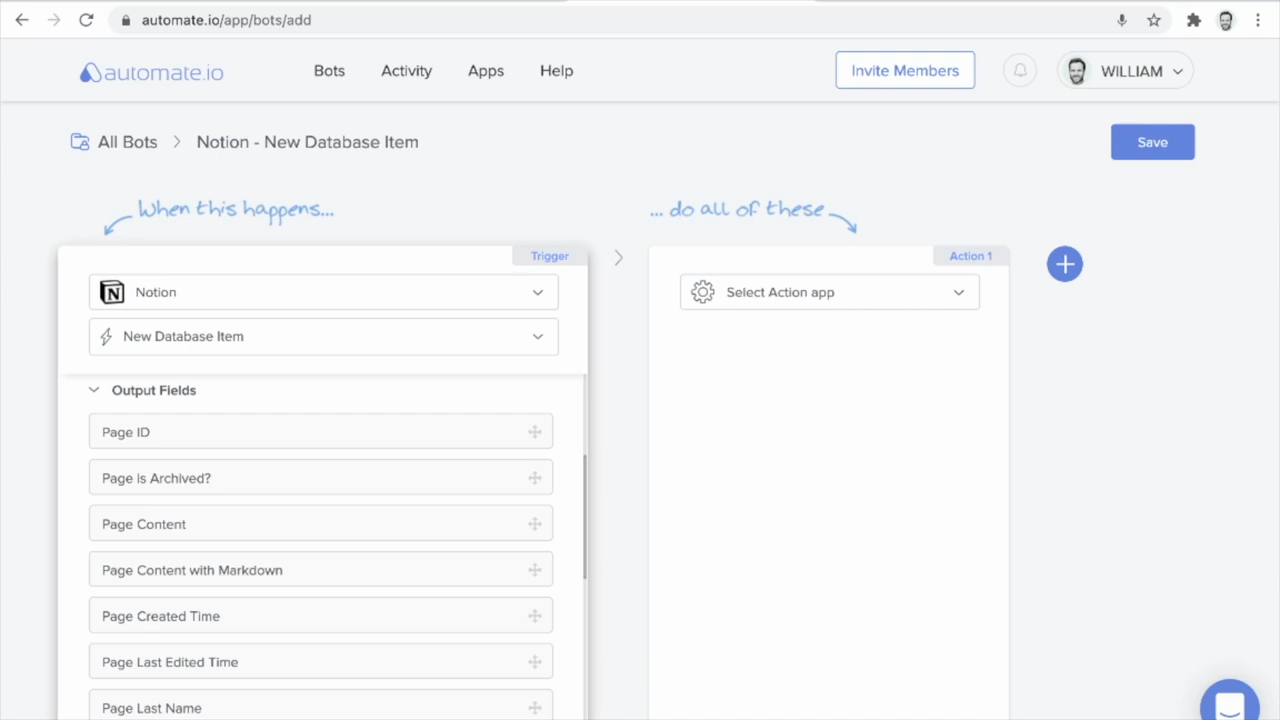 automate.io/app/bots/add
automate.io
Bots
Activity
Apps
Help
Invite Members
WILLIAM
All Bots
Notion - New Database Item
Save
When this happens...
... do all of these
Trigger
Action 1
Notion
Select Action app
New Database Item
Output Fields
Page ID
Page is Archived?
Page Content
Page Content with Markdown
Page Created Time
Page Last Edited Time
Page Last Name